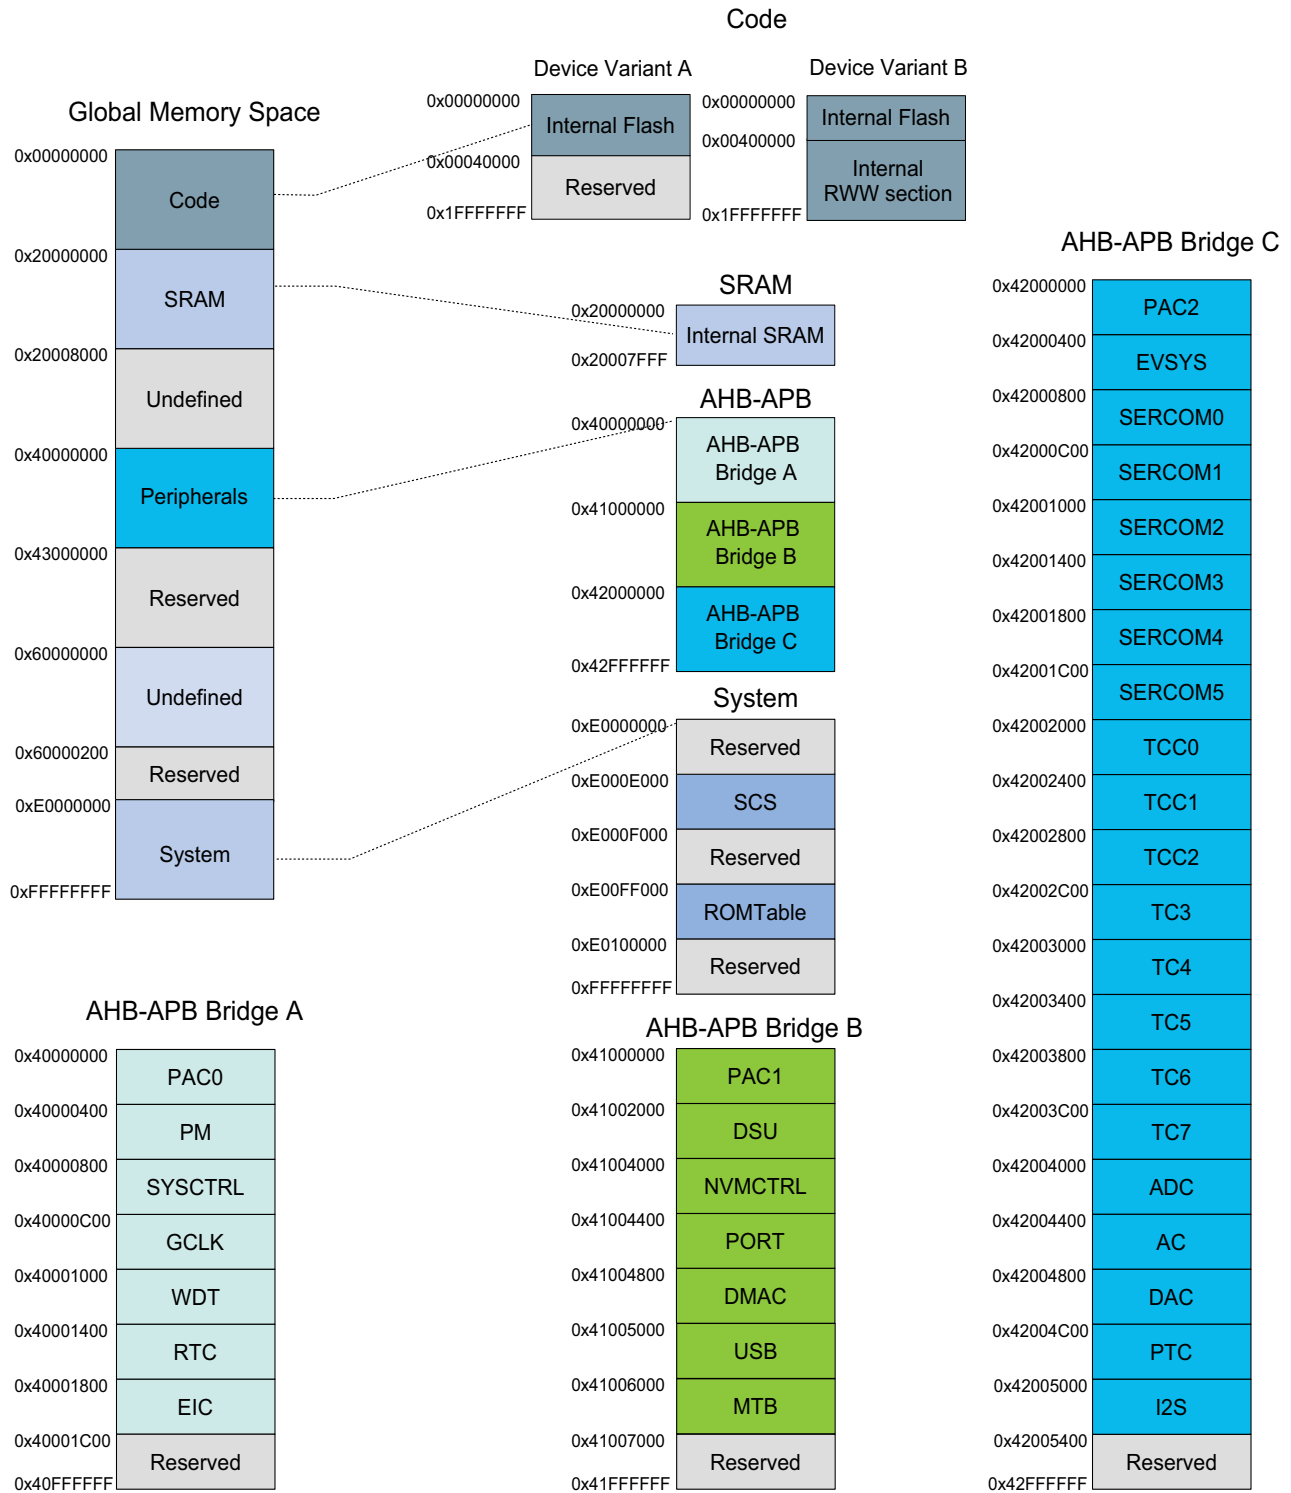 Code
Device Variant A
0x00000000
Internal Flash
0x00040000
Reserved
0x1FFFFFFF
Device Variant B
0x00000000
Internal Flash
0x00400000
Internal
RWW section
0x1FFFFFFF
Global Memory Space
0x00000000
Code
0x20000000
SRAM
0x20008000
Undefined
0x40000000
Peripherals
0x43000000
Reserved
0x60000000
Undefined
0x60000200
Reserved
0xE0000000
System
0xFFFFFFFF
SRAM
0x20000000
Internal SRAM
0x20007FFF
AHB-APB
0x40000000
AHB-APB
Bridge A
0x41000000
AHB-APB
Bridge B
0x42000000
AHB-APB
Bridge C
0x42FFFFFF
System
0xE0000000
Reserved
0xE000E000
SCS
0xE000F000
Reserved
0xE00FF000
ROMTable
0xE0100000
Reserved
0xFFFFFFFF
AHB-APB Bridge A
0x40000000
PAC0
0x40000400
PM
0x40000800
SYSCTRL
0x40000C00
GCLK
0x40001000
WDT
0x40001400
RTC
0x40001800
EIC
0x40001C00
Reserved
0x40FFFFFF
AHB-APB Bridge B
0x41000000
PAC1
0x41002000
DSU
0x41004000
NVMCTRL
0x41004400
PORT
0x41004800
DMAC
0x41005000
USB
0x41006000
MTB
0x41007000
Reserved
0x41FFFFFF
AHB-APB Bridge C
0x42000000
PAC2
0x42000400
EVSYS
0x42000800
SERCOM0
0x42000C00
SERCOM1
0x42001000
SERCOM2
0x42001400
SERCOM3
0x42001800
SERCOM4
0x42001C00
SERCOM5
0x42002000
TCC0
0x42002400
TCC1
0x42002800
TCC2
0x42002C00
TC3
0x42003000
TC4
0x42003400
TC5
0x42003800
TC6
0x42003C00
TC7
0x42004000
ADC
0x42004400
AC
0x42004800
DAC
0x42004C00
PTC
0x42005000
I2S
0x42005400
Reserved
0x42FFFFFF